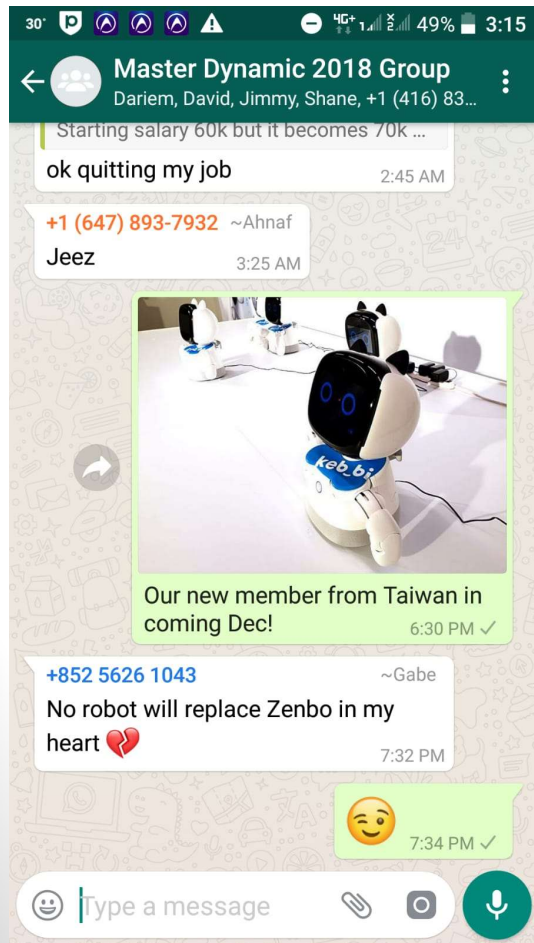 30°
4G+
1
2
49%
3:15
Master Dynamic 2018 Group
Dariem, David, Jimmy, Shane, +1 (416) 83...
Starting salary 60k but it becomes 70k ...
ok quitting my job
2:45 AM
+1 (647) 893-7932 ~Ahnaf
Jeez
3:25 AM
keb_bi
Our new member from Taiwan in
coming Dec!
6:30 PM
+852 5626 1043 ~Gabe
No robot will replace Zenbo in my
heart 💔
7:32 PM
😉
7:34 PM
Type a message